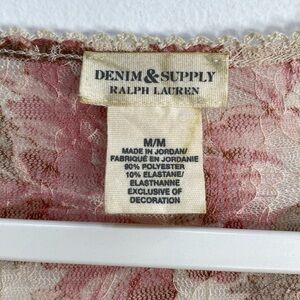 DENIM & SUPPLY
RALPH LAUREN
M/M
MADE IN JORDAN/
FABRIQUÉ EN JORDANIE
90% POLYESTER
10% ELASTANE/
ELASTHANNE
EXCLUSIVE OF
DECORATION